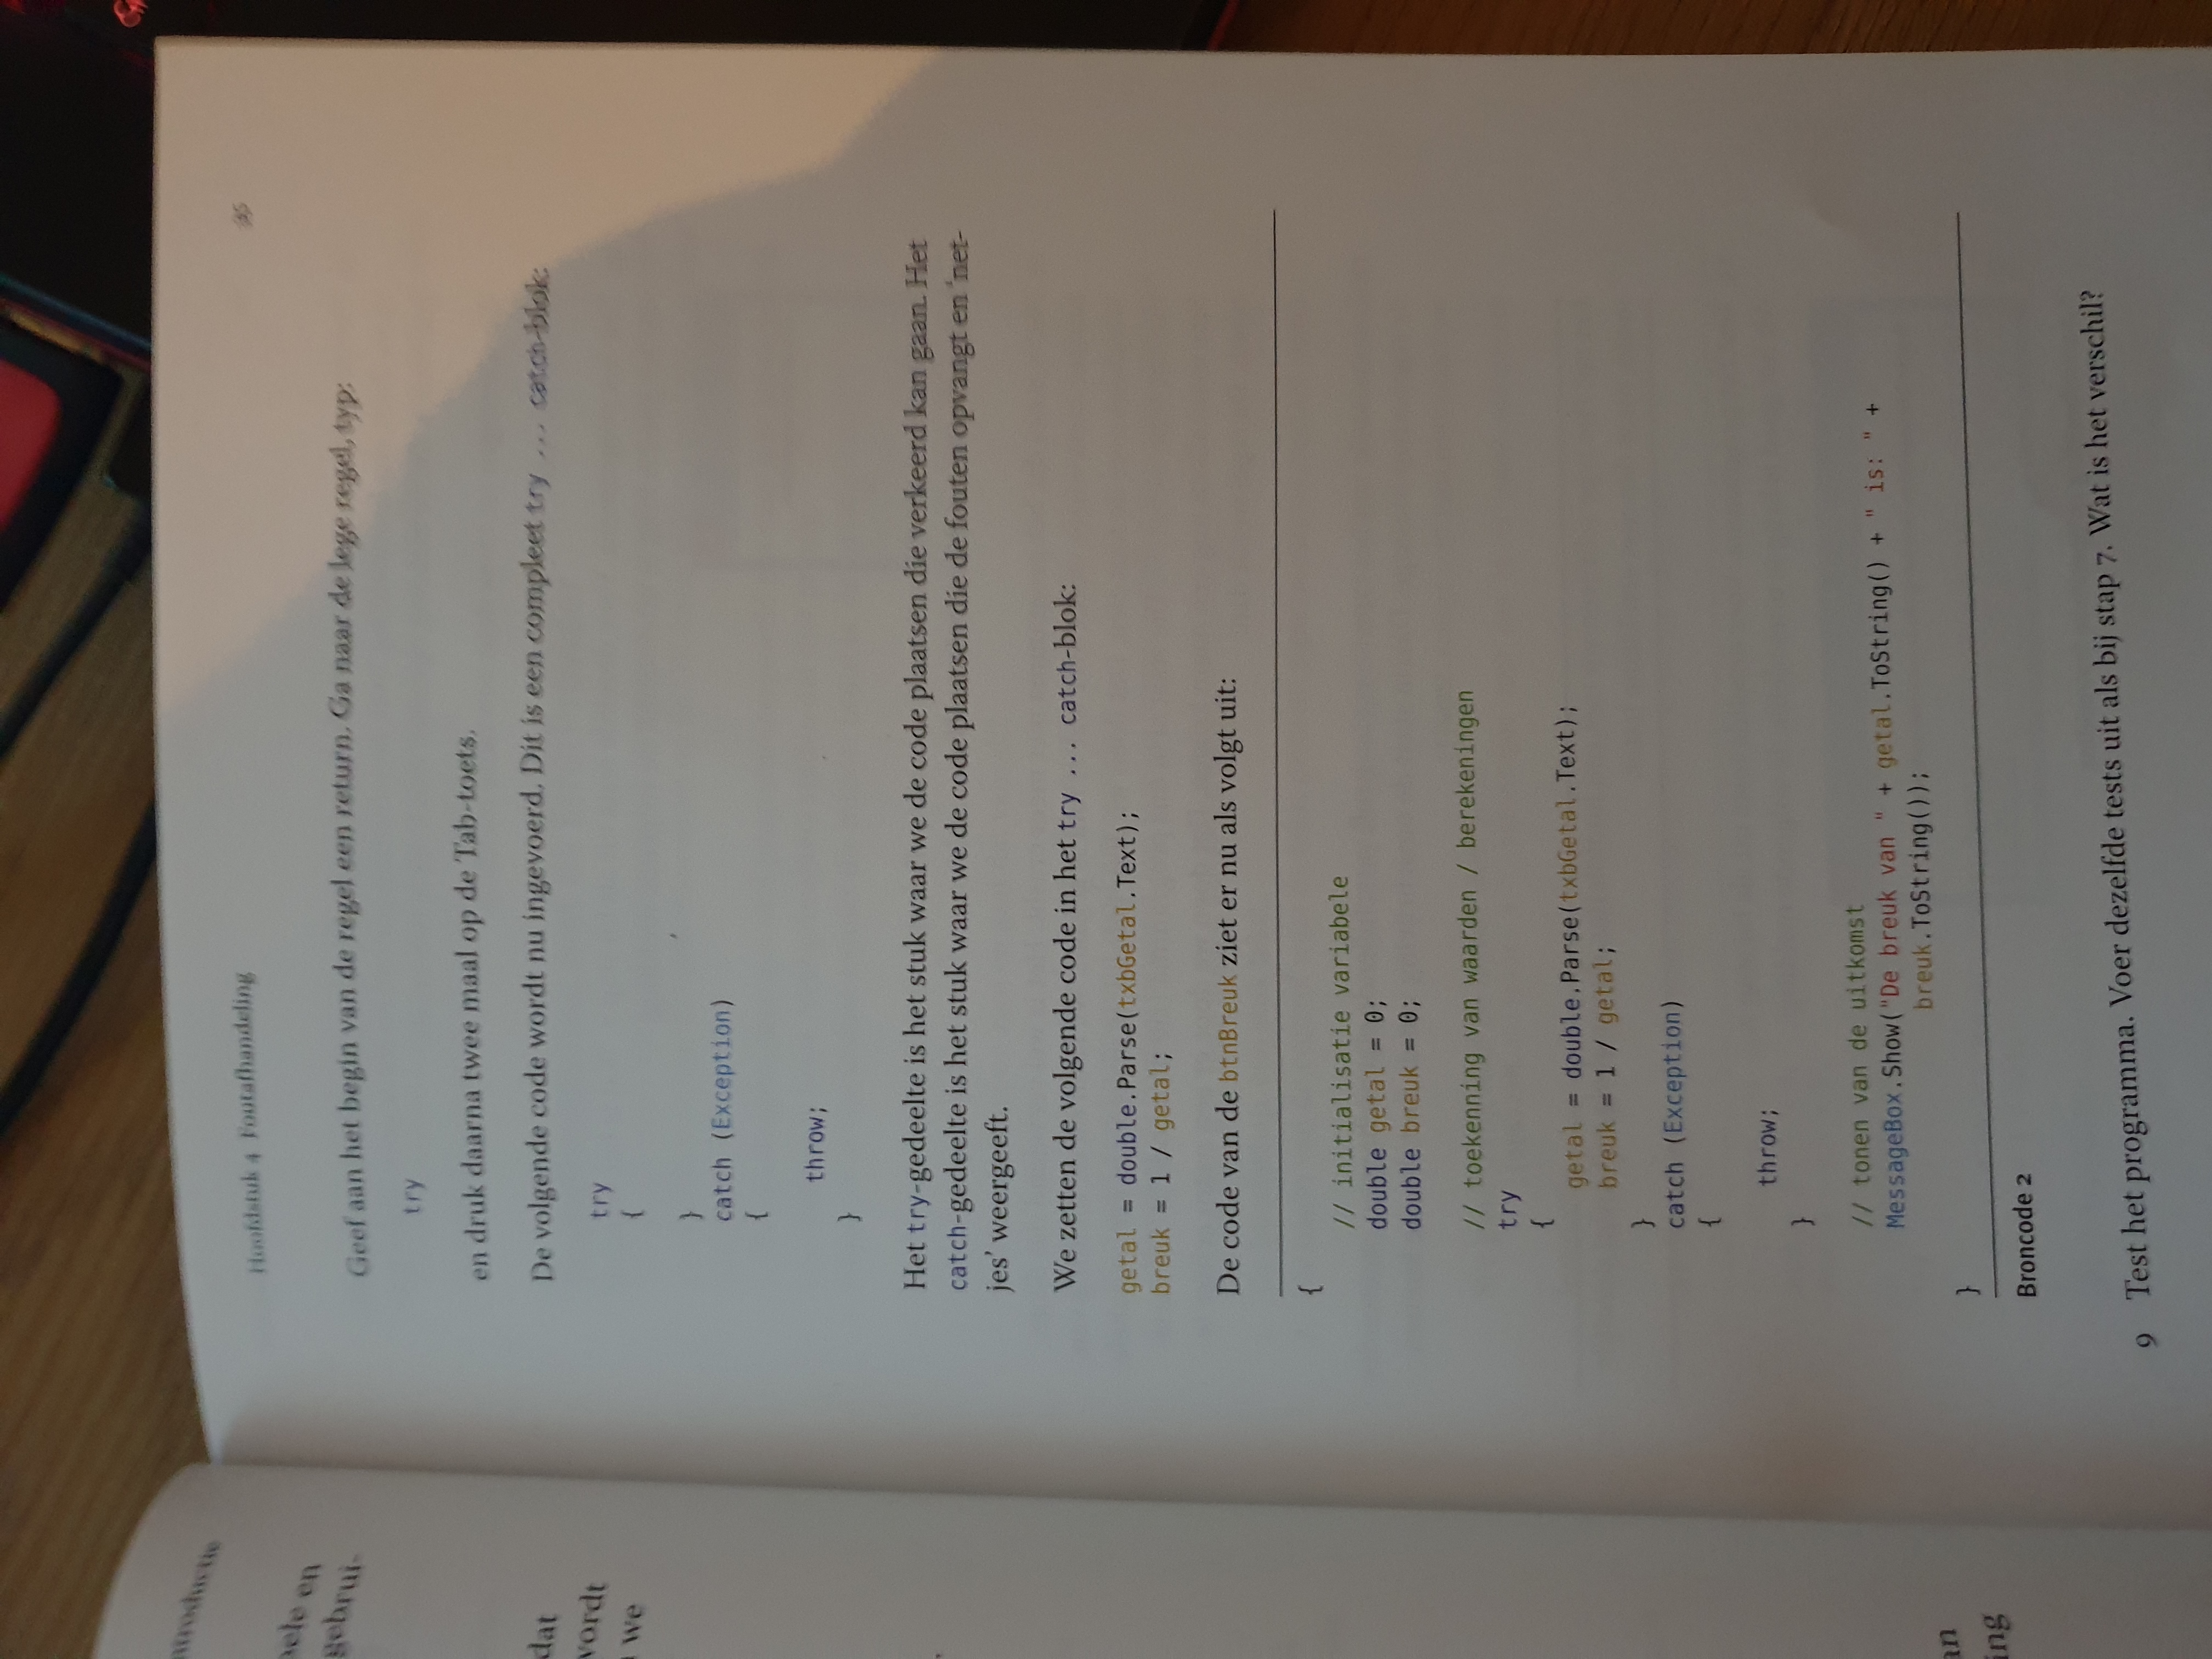 ntroductie
nele en
gebrui-
dat
wordt
we
an
ing
Hoofdstuk 4 Foutafhandeling
Geef aan het begin van de regel een return. Ga naar de lege regel, typ:
try
en druk daarna twee maal op de Tab-toets.
De volgende code wordt nu ingevoerd. Dit is een compleet try ... catch-blok:
try
{
}
catch (Exception)
{
throw;
}
Het try-gedeelte is het stuk waar we de code plaatsen die verkeerd kan gaan. Het
catch-gedeelte is het stuk waar we de code plaatsen die de fouten opvangt en ‘net-
jes’ weergeeft.
We zetten de volgende code in het try ... catch-blok:
getal = double.Parse(txbGetal.Text);
breuk = 1 / getal;
De code van de btnBreuk ziet er nu als volgt uit:
{
// initialisatie variabele
double getal = 0;
double breuk = 0;
// toekenning van waarden / berekeningen
try
{
getal = double.Parse(txbGetal.Text);
breuk = 1 / getal;
}
catch (Exception)
{
throw;
}
// tonen van de uitkomst
MessageBox.Show("De breuk van " + getal.ToString() + " is: " +
breuk.ToString());
}
Broncode 2
9 Test het programma. Voer dezelfde tests uit als bij stap 7. Wat is het verschil?